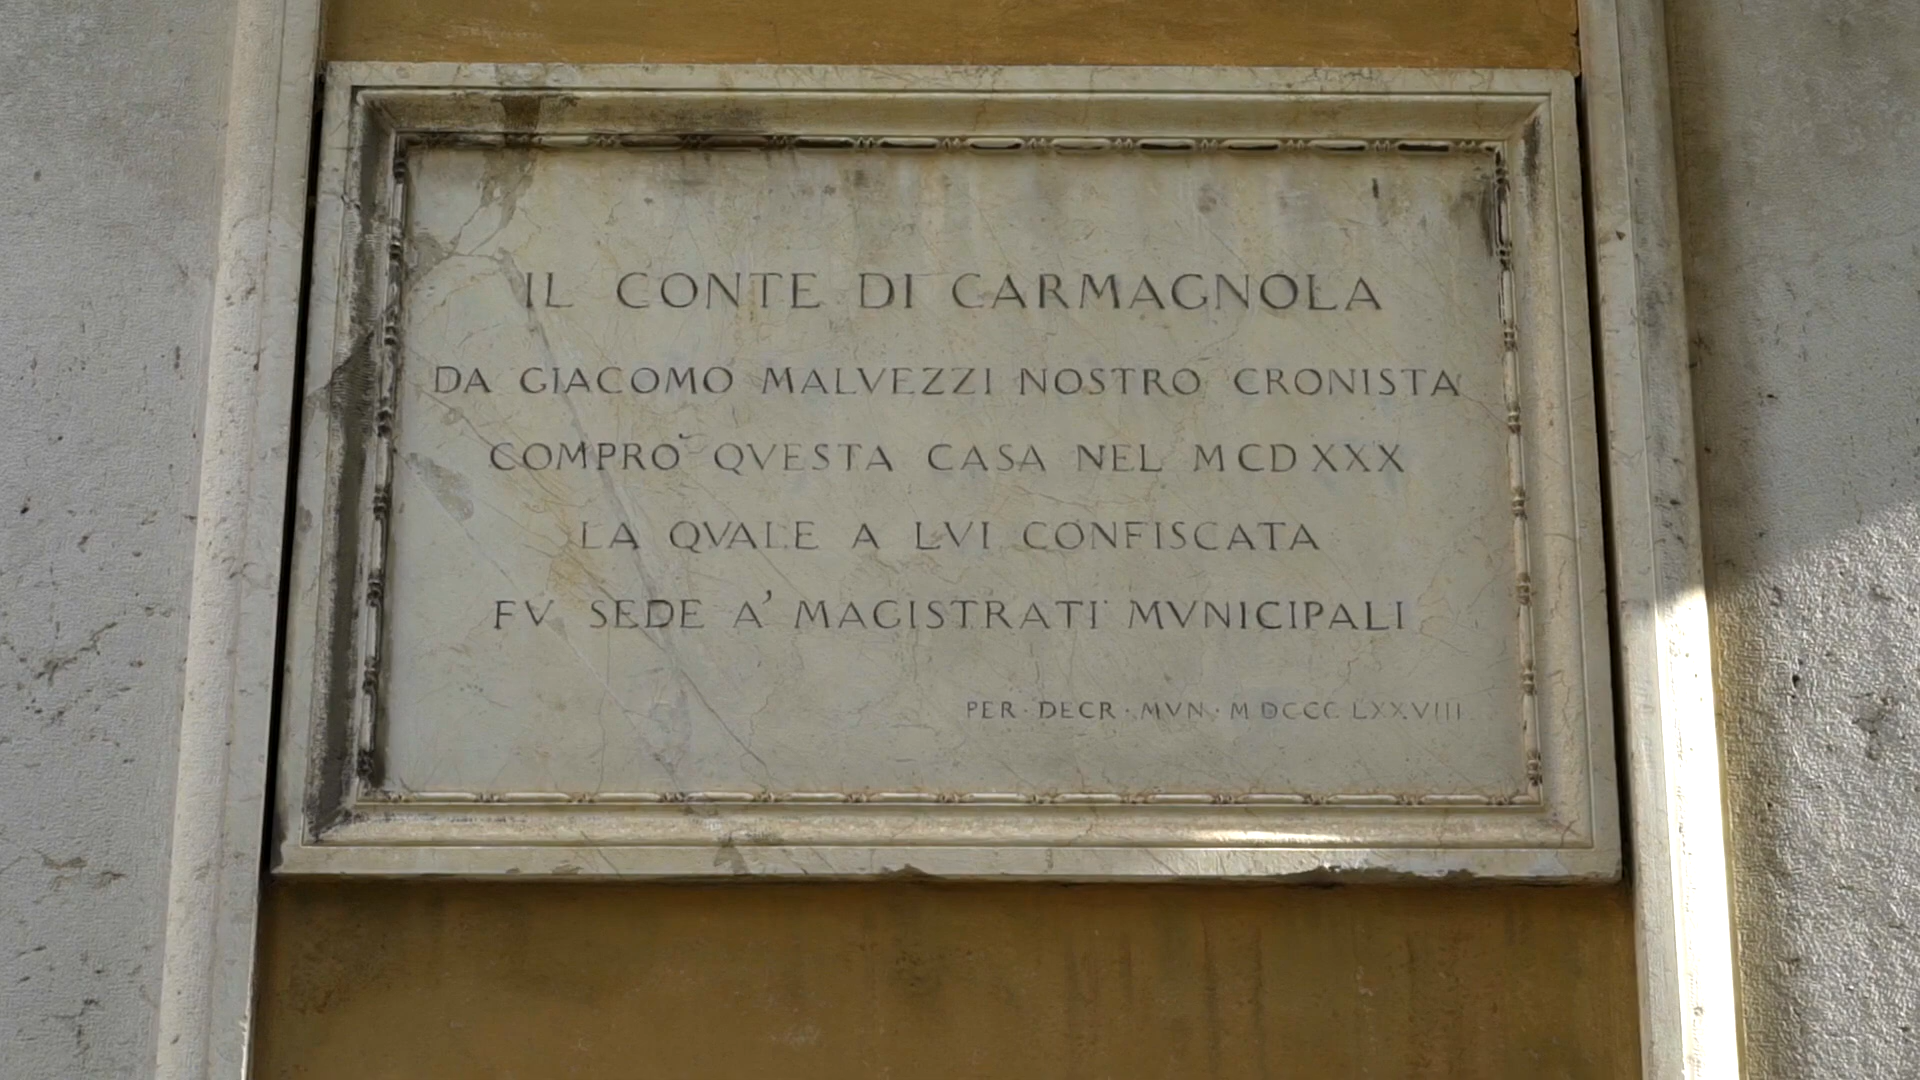 IL CONTE DI CARMAGNOLA
DA GIACOMO MALVEZZI NOSTRO CRONISTA
COMPRÒ QVESTA CASA NEL MCDXXX
LA QVALE A LVI CONFISCATA
FV SEDE A' MAGISTRATI MVNICIPALI
PER · DECR · MVN · MDCCCLXXVIII